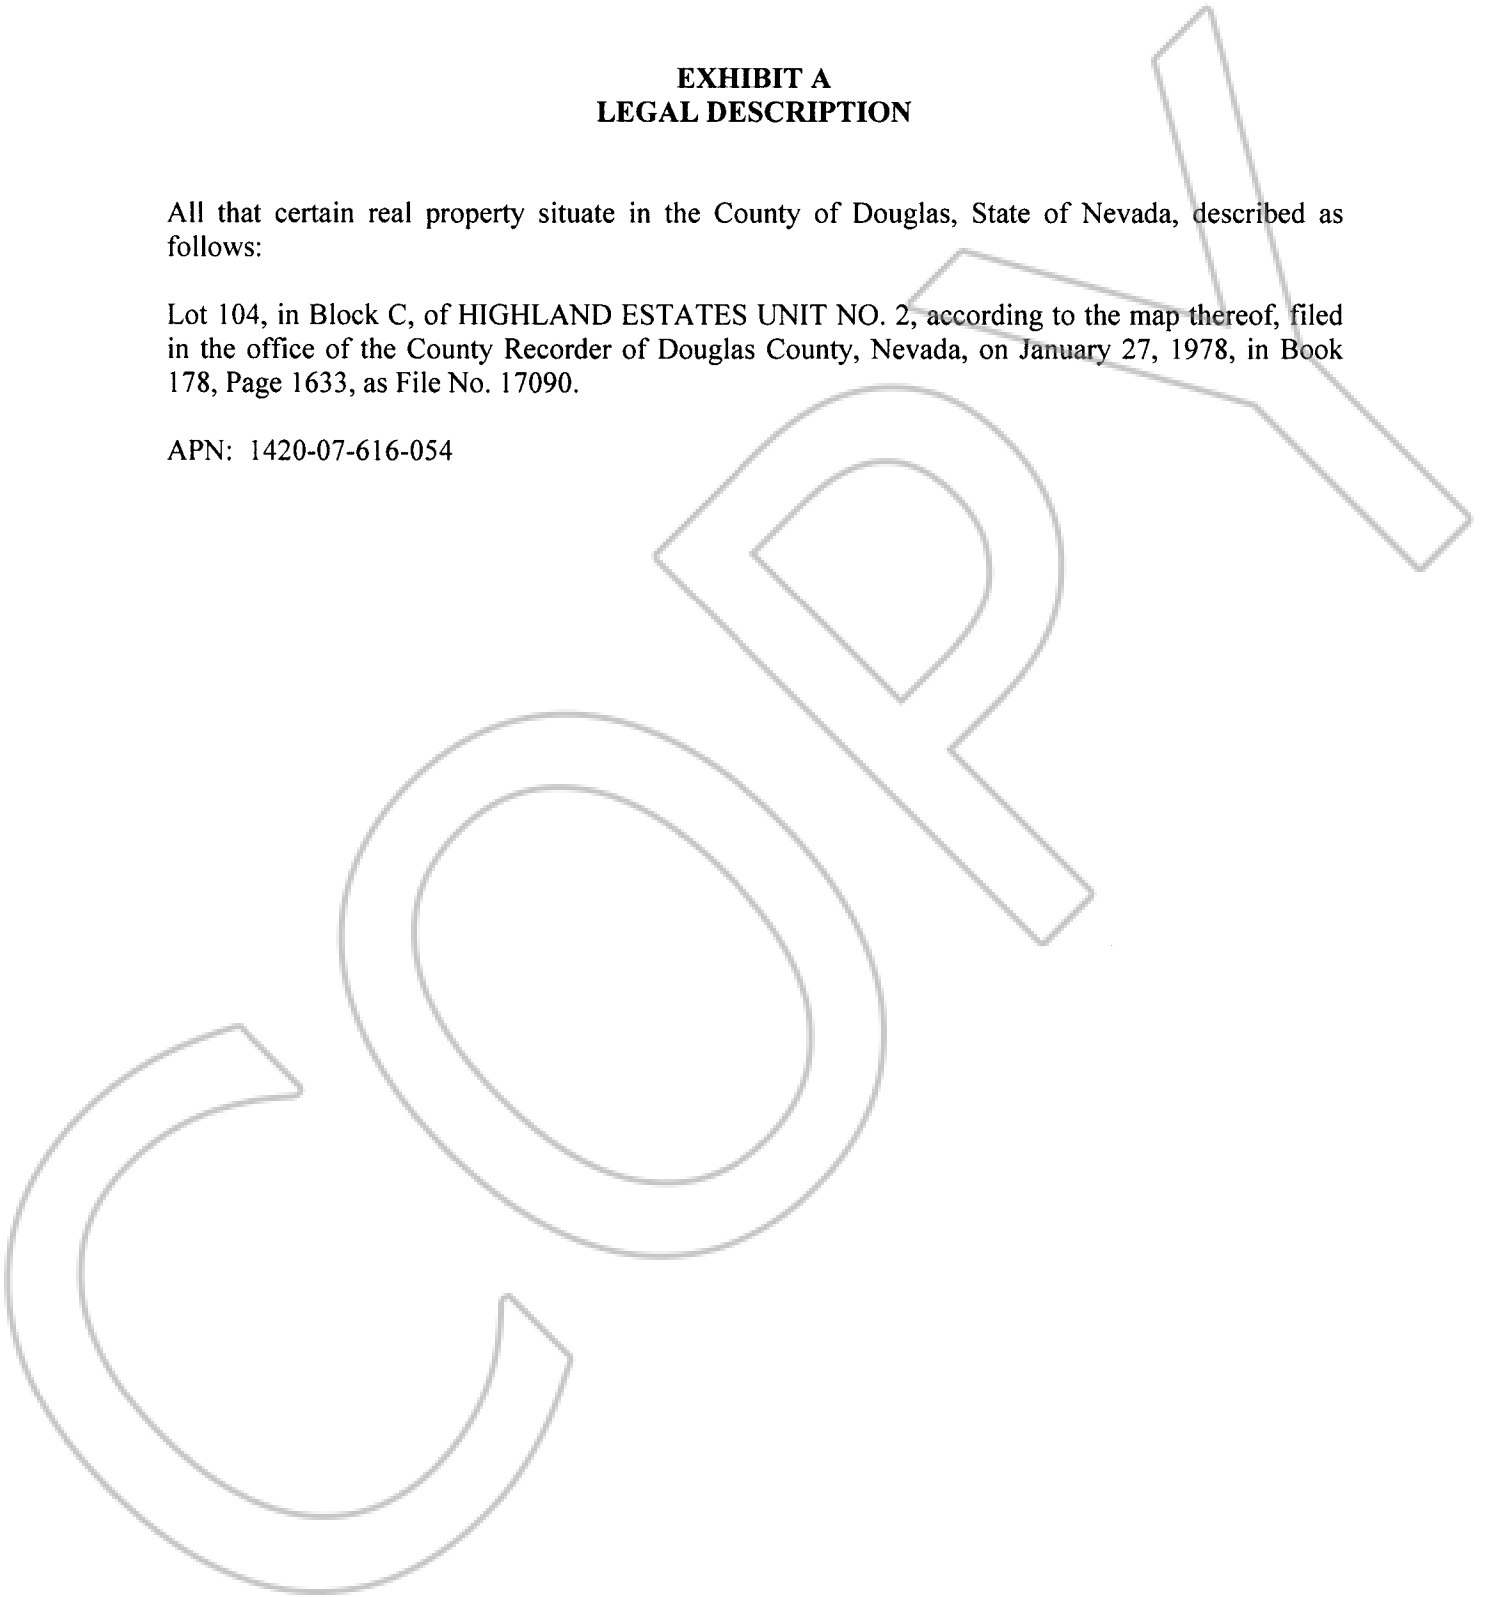 EXHIBIT A
LEGAL DESCRIPTION
All that certain real property situate in the County of Douglas, State of Nevada, described as
follows:
Lot 104, in Block C, of HIGHLAND ESTATES UNIT NO. 2, according to the map thereof, filed
in the office of the County Recorder of Douglas County, Nevada, on January 27, 1978, in Book
178, Page 1633, as File No. 17090.
APN: 1420-07-616-054
COPY